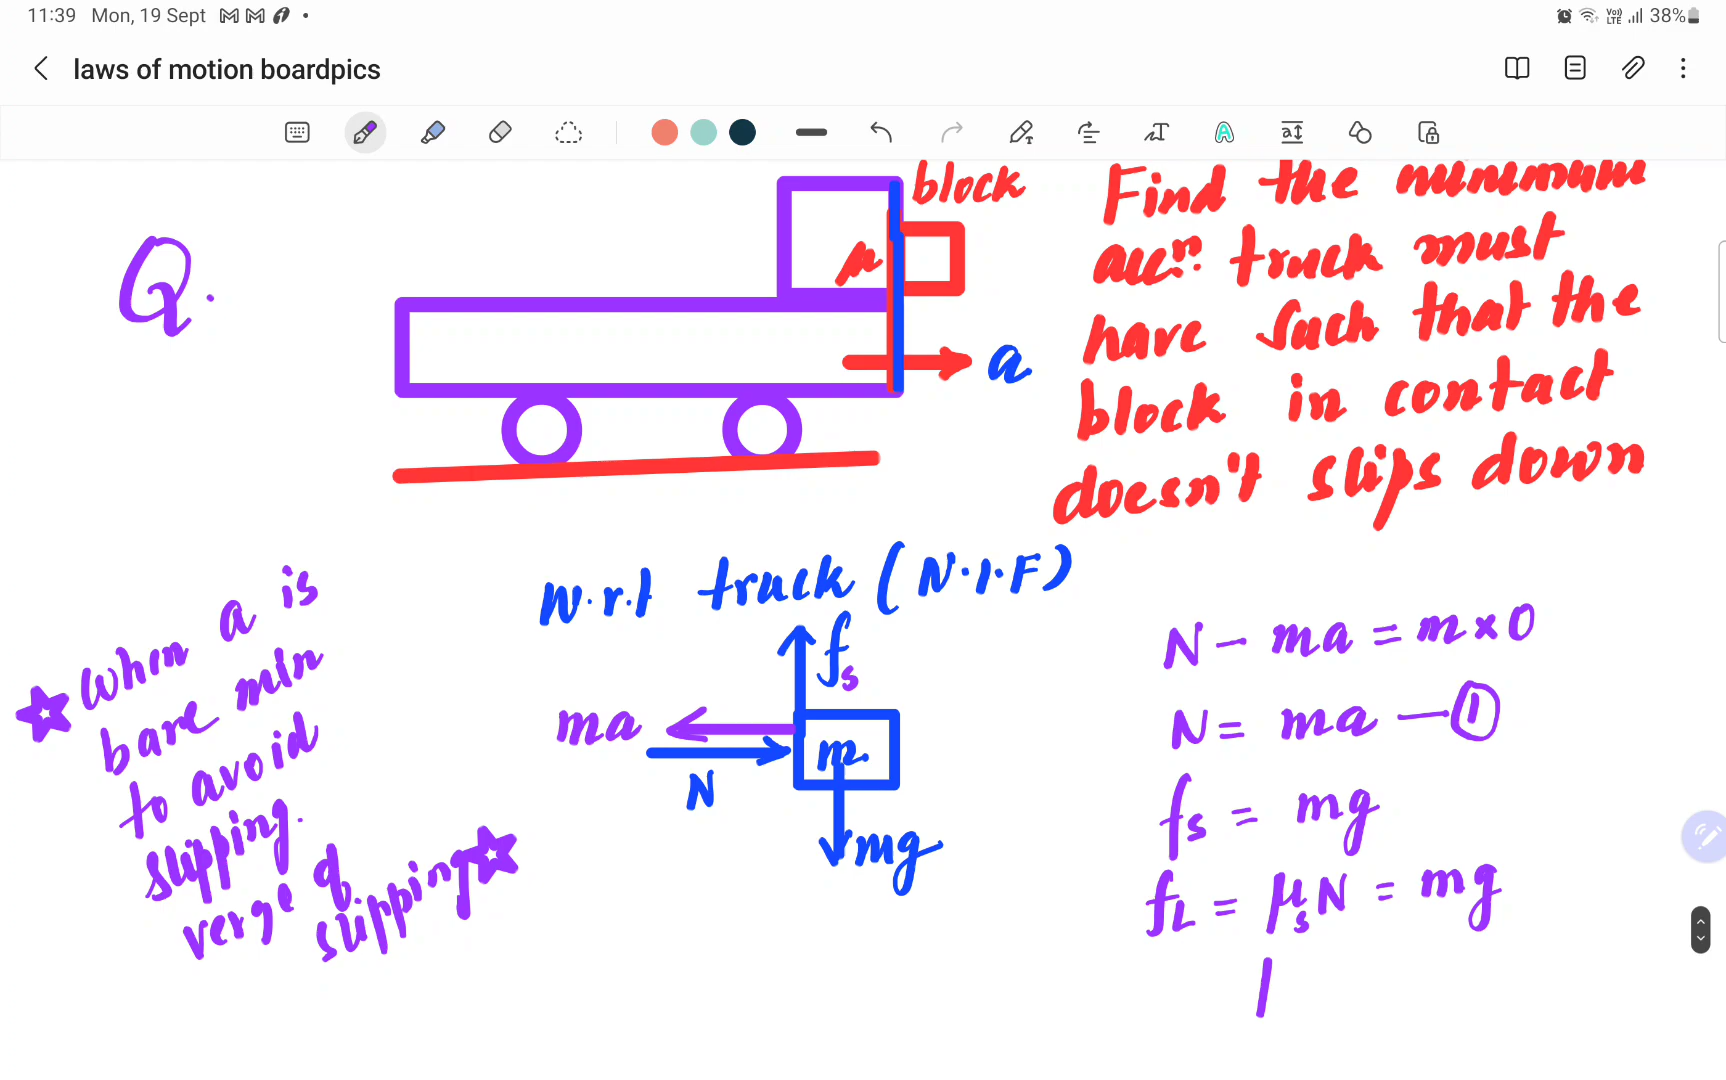 11:39 Mon, 19 Sept
Vo))
LTE
38%
laws of motion boardpics
Q.
block
μ
a
Find the minimum
accn. truck must
have such that the
block in contact
doesn't slips down
W.r.t truck (N.I.F)
☆ when a is
bare min
to avoid
slipping.
verge of
slipping ☆
fs
ma
N
m
mg
N - ma = m x 0
N = ma — ①
fs = mg
fL = μsN = mg